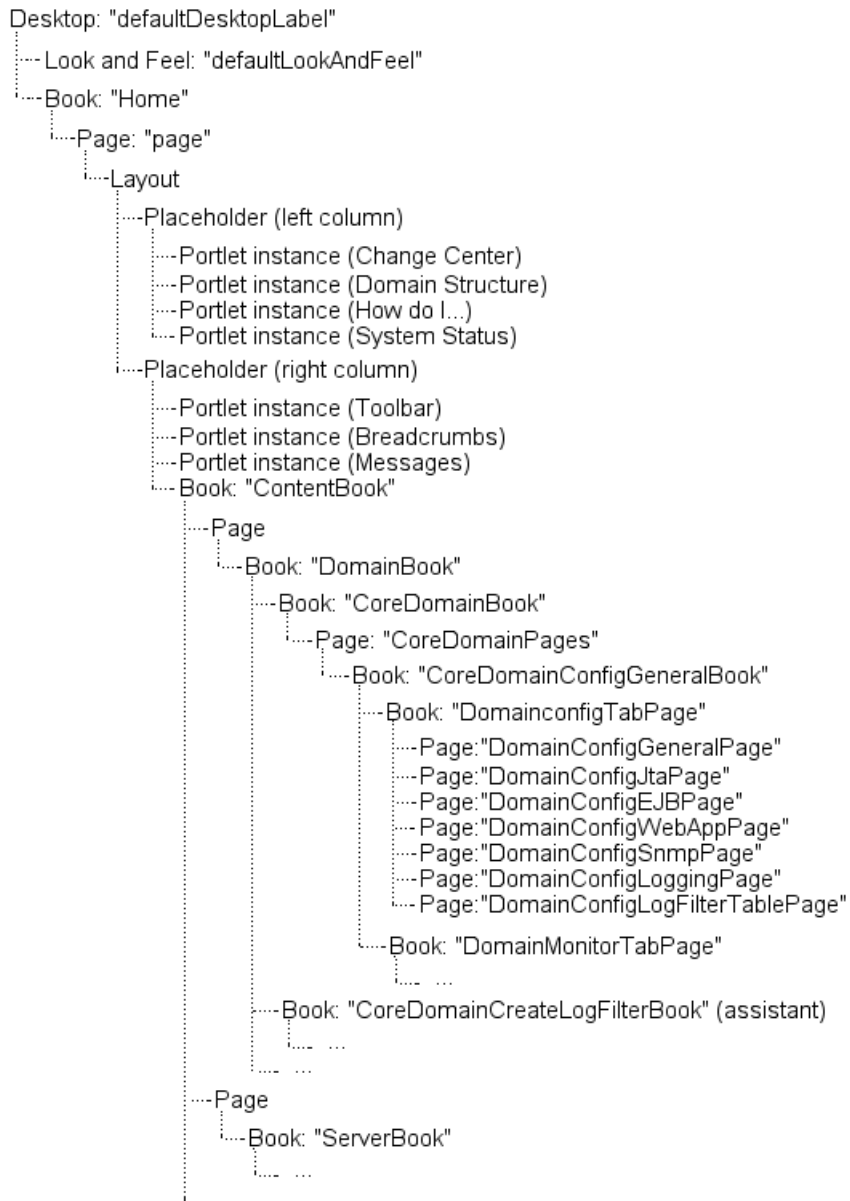 Desktop: "defaultDesktopLabel"
Look and Feel: "defaultLookAndFeel"
Book: "Home"
Page: "page"
Layout
Placeholder (left column)
Portlet instance (Change Center)
Portlet instance (Domain Structure)
Portlet instance (How do I...)
Portlet instance (System Status)
Placeholder (right column)
Portlet instance (Toolbar)
Portlet instance (Breadcrumbs)
Portlet instance (Messages)
Book: "ContentBook"
Page
Book: "DomainBook"
Book: "CoreDomainBook"
Page: "CoreDomainPages"
Book: "CoreDomainConfigGeneralBook"
Book: "DomainconfigTabPage"
Page:"DomainConfigGeneralPage"
Page:"DomainConfigJtaPage"
Page:"DomainConfigEJBPage"
Page:"DomainConfigWebAppPage"
Page:"DomainConfigSnmpPage"
Page:"DomainConfigLoggingPage"
Page:"DomainConfigLogFilterTablePage"
Book: "DomainMonitorTabPage"
...
Book: "CoreDomainCreateLogFilterBook" (assistant)
...
...
Page
Book: "ServerBook"
...